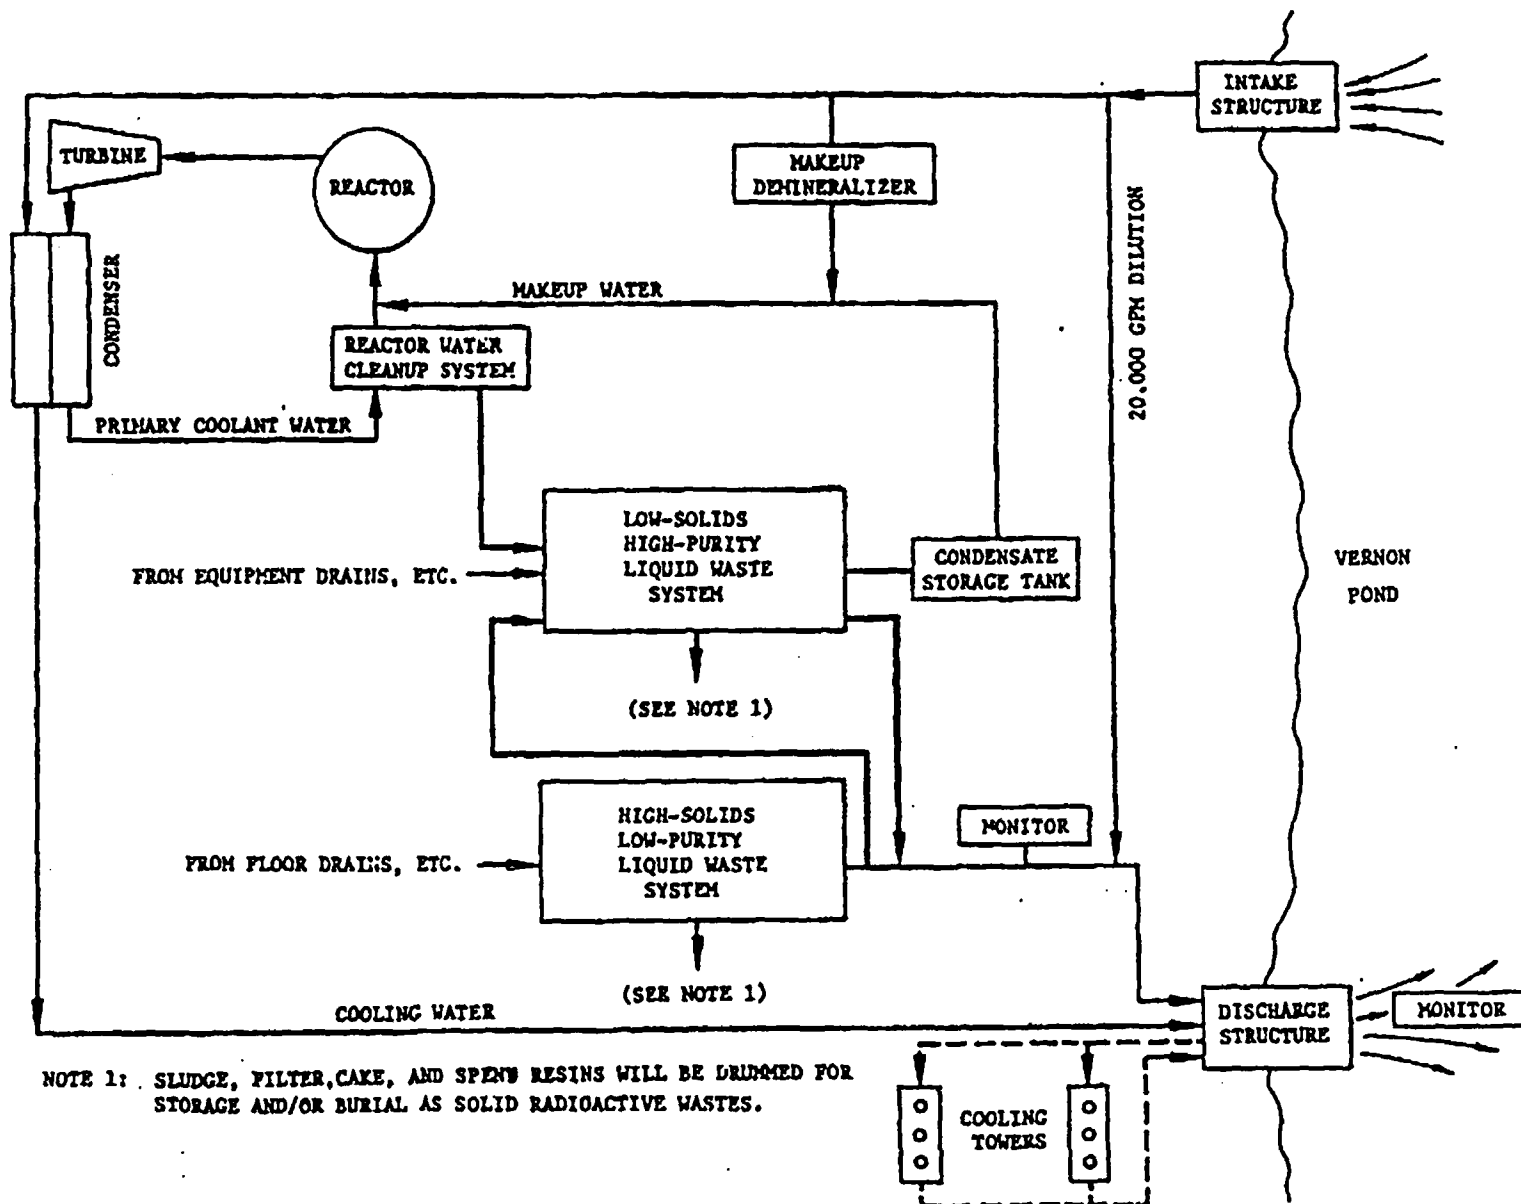 INTAKE
STRUCTURE
TURBINE
REACTOR
MAKEUP
DEMINERALIZER
20,000 GPM DILUTION
CONDENSER
MAKEUP WATER
REACTOR WATER
CLEANUP SYSTEM
PRIMARY COOLANT WATER
LOW-SOLIDS
HIGH-PURITY
LIQUID WASTE
SYSTEM
FROM EQUIPMENT DRAINS, ETC.
CONDENSATE
STORAGE TANK
VERNON
POND
(SEE NOTE 1)
HIGH-SOLIDS
LOW-PURITY
LIQUID WASTE
SYSTEM
MONITOR
FROM FLOOR DRAINS, ETC.
(SEE NOTE 1)
COOLING WATER
DISCHARGE
STRUCTURE
MONITOR
NOTE 1: SLUDGE, FILTER, CAKE, AND SPENT RESINS WILL BE DRUMMED FOR
STORAGE AND/OR BURIAL AS SOLID RADIOACTIVE WASTES.
COOLING
TOWERS